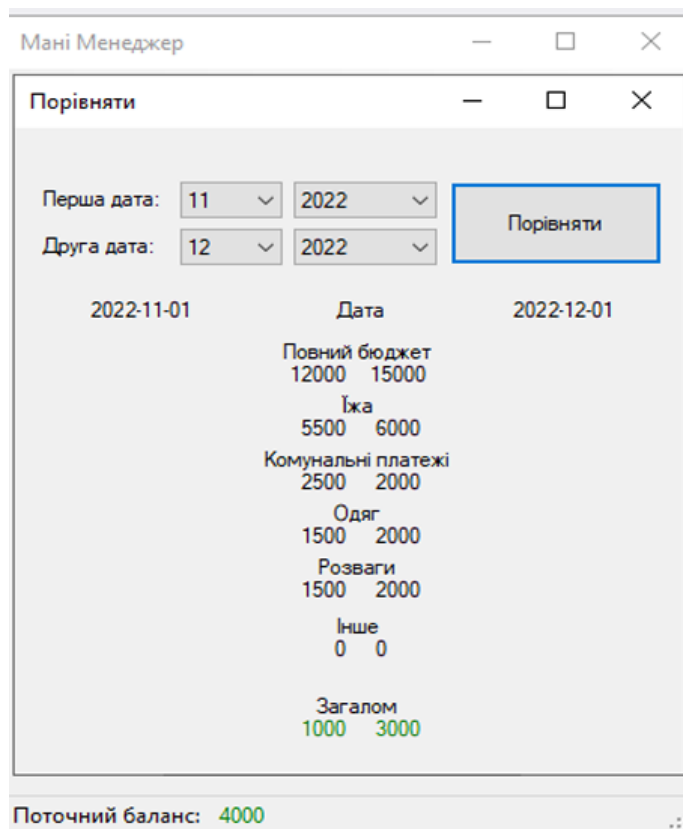 Мані Менеджер
Порівняти
Перша дата: 11 2022
Порівняти
Друга дата: 12 2022
2022-11-01 Дата 2022-12-01
Повний бюджет
12000 15000
Їжа
5500 6000
Комунальні платежі
2500 2000
Одяг
1500 2000
Розваги
1500 2000
Інше
0 0
Загалом
1000 3000
Поточний баланс: 4000